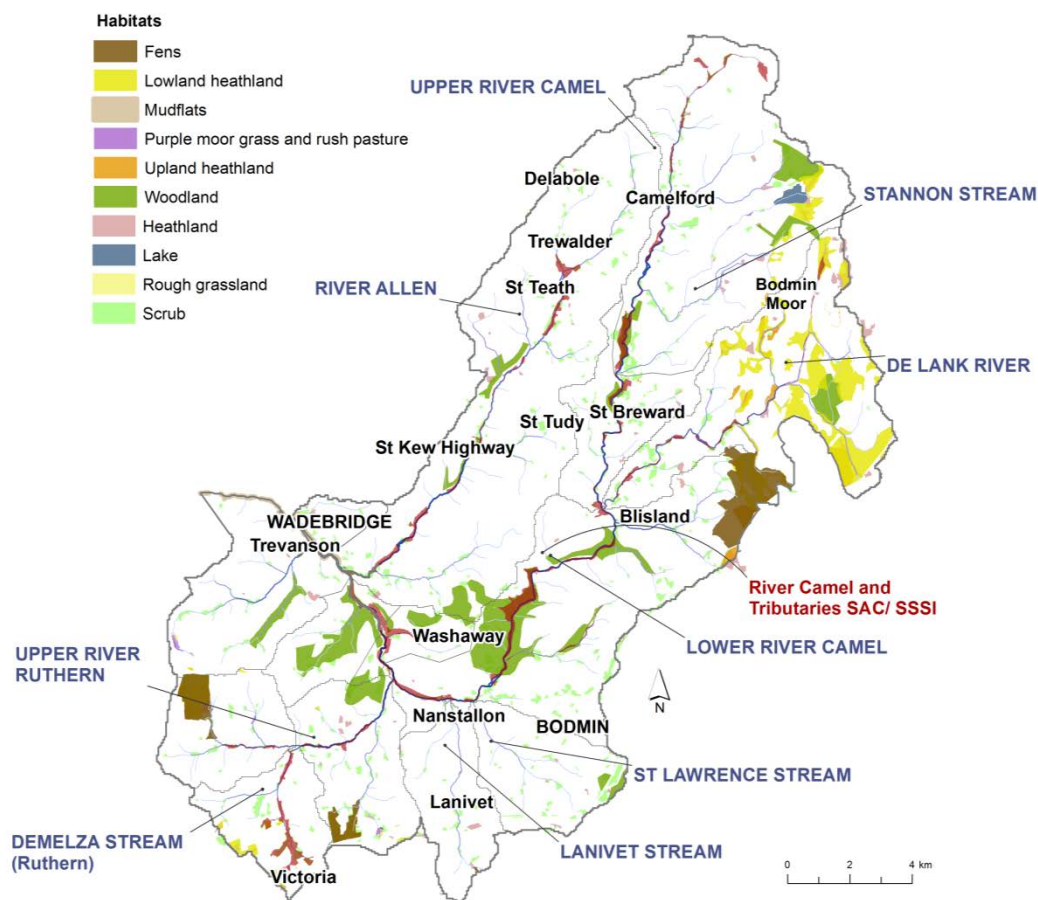 Habitats
Fens
Lowland heathland
Mudflats
Purple moor grass and rush pasture
Upland heathland
Woodland
Heathland
Lake
Rough grassland
Scrub
UPPER RIVER CAMEL
Delabole
Camelford
STANNON STREAM
Trewalder
St Teath
RIVER ALLEN
Bodmin
Moor
DE LANK RIVER
St Breward
St Tudy
St Kew Highway
WADEBRIDGE
Trevanson
Blisland
River Camel and
Tributaries SAC/ SSSI
Washaway
LOWER RIVER CAMEL
UPPER RIVER
RUTHERN
N
Nanstallon
BODMIN
ST LAWRENCE STREAM
Lanivet
DEMELZA STREAM
(Ruthern)
LANIVET STREAM
Victoria
0 2 4 km